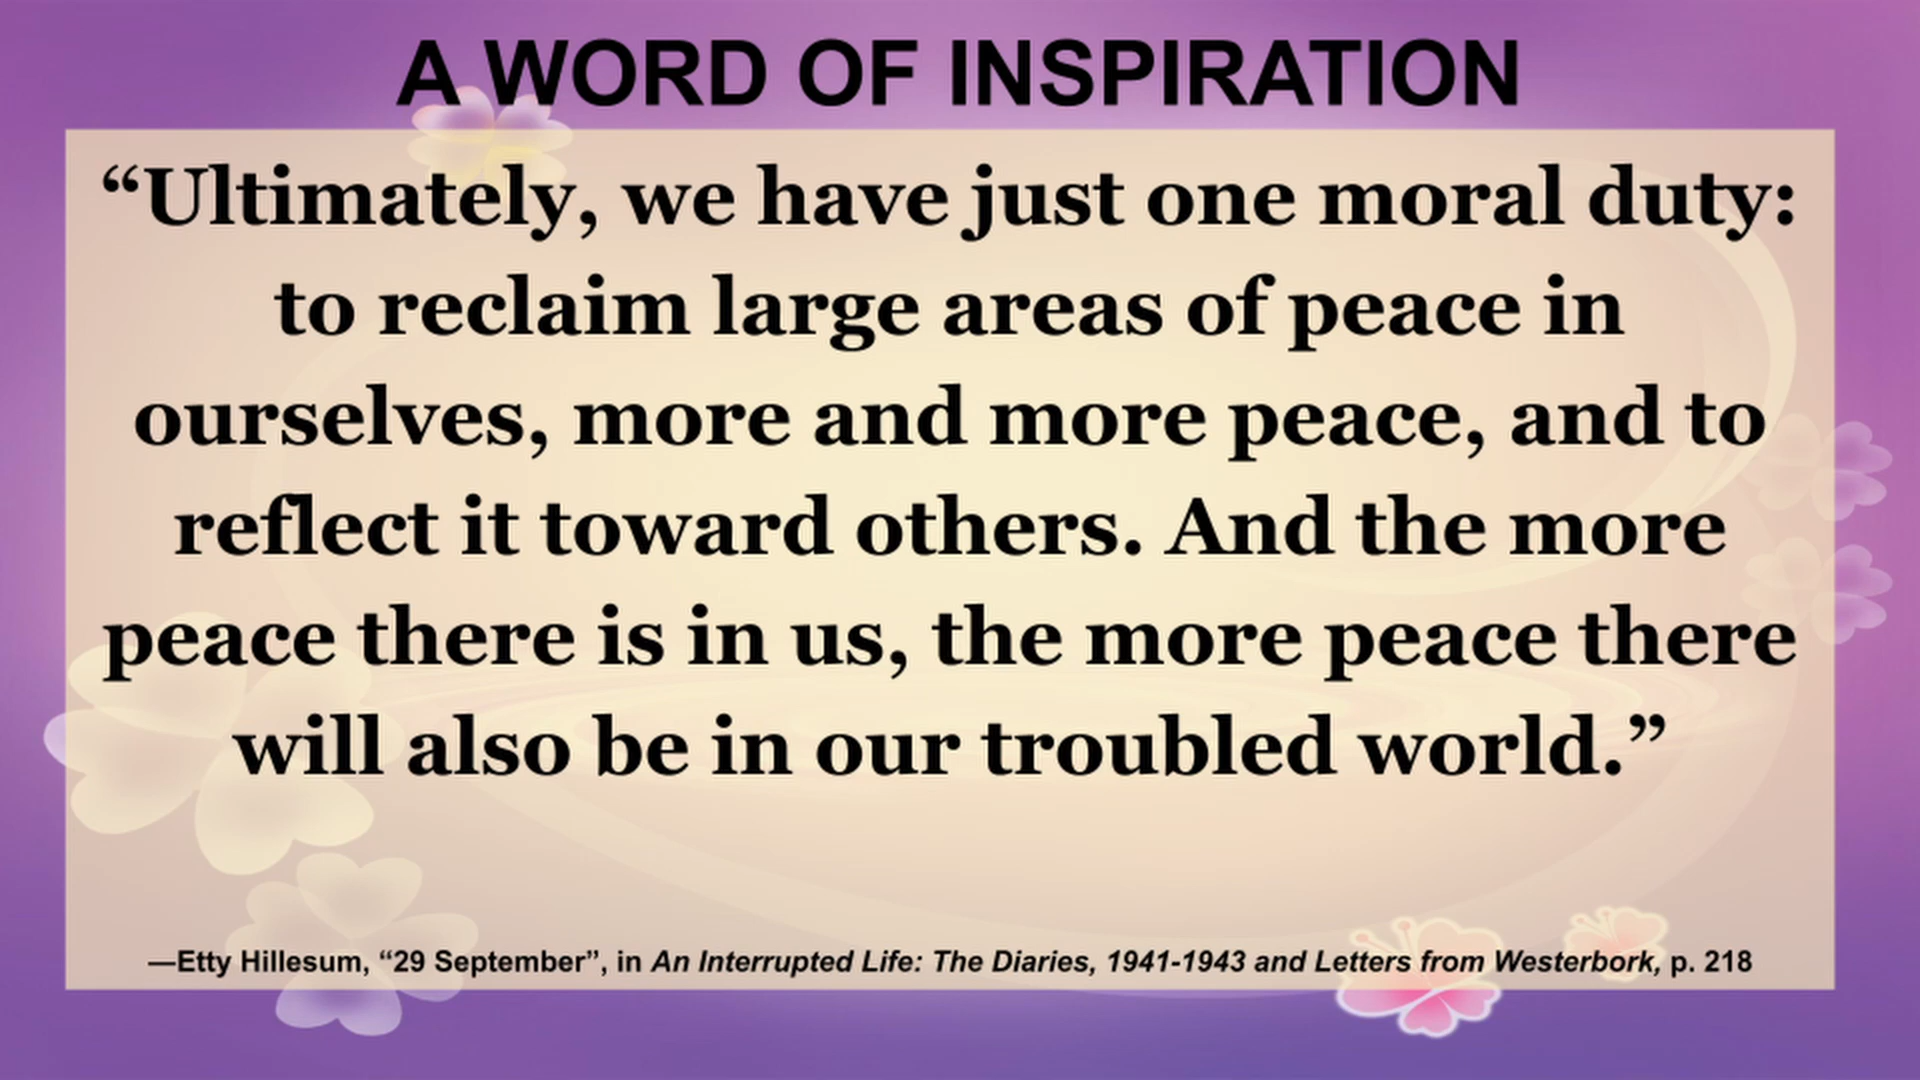 A WORD OF INSPIRATION
“Ultimately, we have just one moral duty:
to reclaim large areas of peace in
ourselves, more and more peace, and to
reflect it toward others. And the more
peace there is in us, the more peace there
will also be in our troubled world.”
—Etty Hillesum, “29 September”, in An Interrupted Life: The Diaries, 1941-1943 and Letters from Westerbork, p. 218